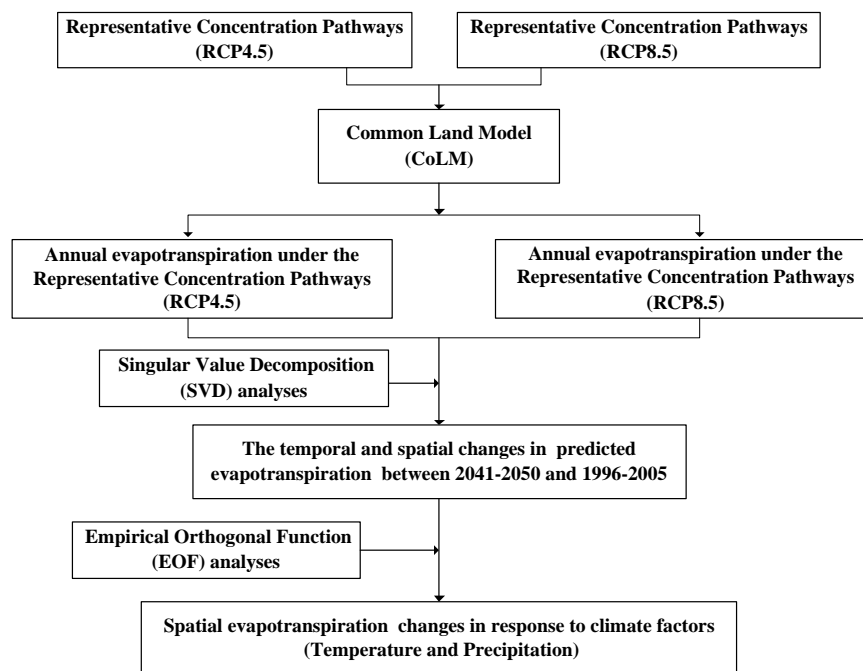 Representative Concentration Pathways
(RCP4.5)
Representative Concentration Pathways
(RCP8.5)
Common Land Model
(CoLM)
Annual evapotranspiration under the
Representative Concentration Pathways
(RCP4.5)
Annual evapotranspiration under the
Representative Concentration Pathways
(RCP8.5)
Singular Value Decomposition
(SVD) analyses
The temporal and spatial changes in predicted
evapotranspiration between 2041-2050 and 1996-2005
Empirical Orthogonal Function
(EOF) analyses
Spatial evapotranspiration changes in response to climate factors
(Temperature and Precipitation)